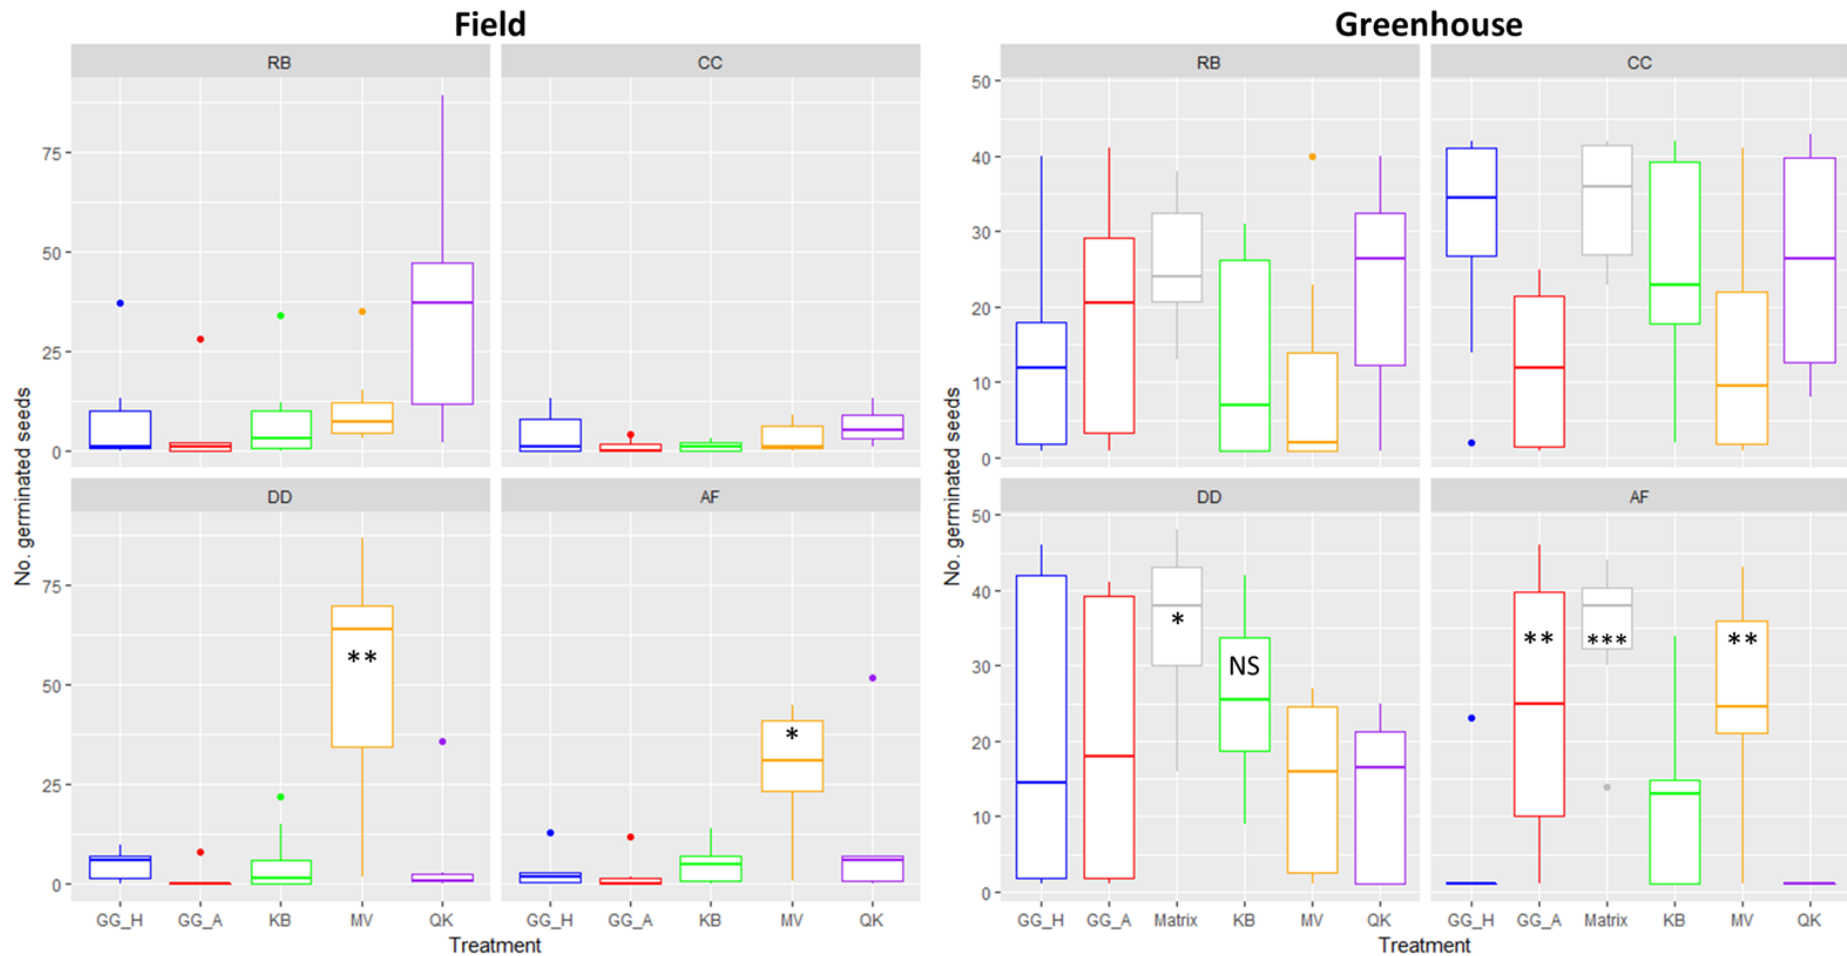 Field
Greenhouse
RB
CC
RB
CC
No. germinated seeds
75
50
25
0
No. germinated seeds
50
40
30
20
10
0
DD
AF
DD
AF
75
50
25
0
**
*
50
40
30
20
10
0
*
NS
**
***
**
GG_H GG_A KB MV QK
GG_H GG_A KB MV QK
GG_H GG_A Matrix KB MV QK
GG_H GG_A Matrix KB MV QK
Treatment
Treatment